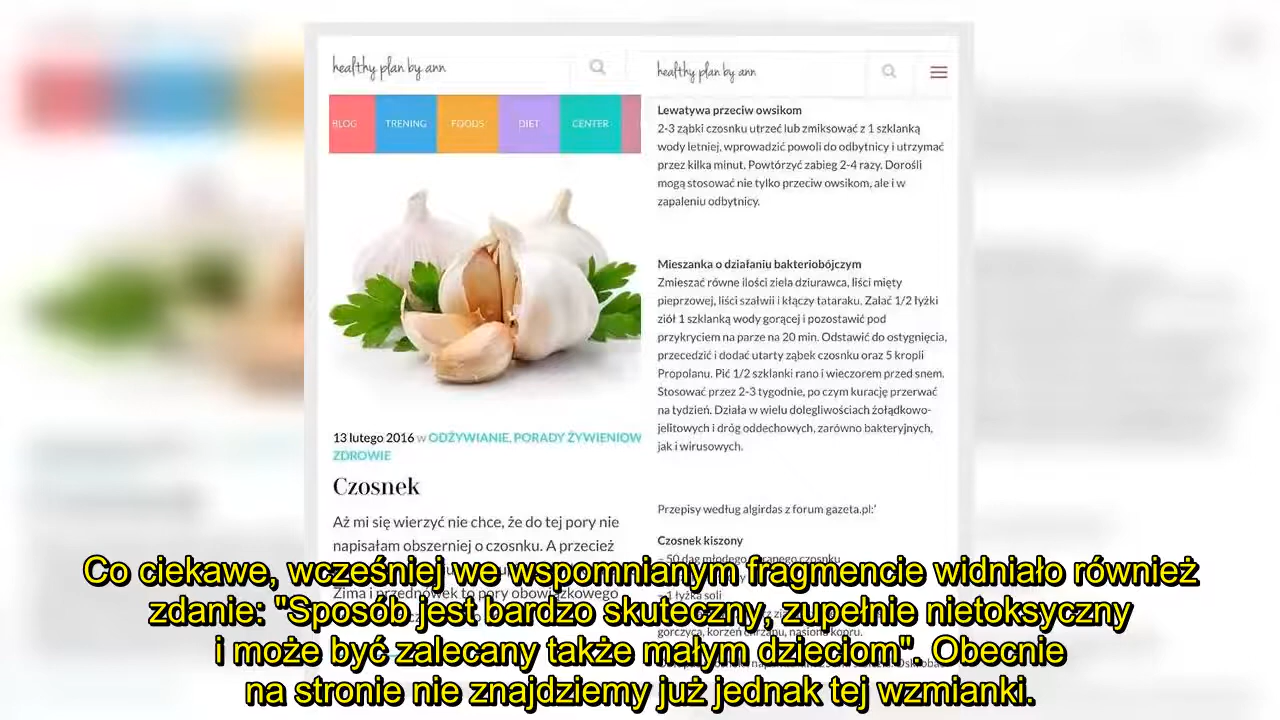 healthy plan by ann
BLOG TRENING FOODS DIET CENTER
13 lutego 2016 w ODŻYWIANIE, PORADY ŻYWIENIOW
ZDROWIE
Czosnek
Aż mi się wierzyć nie chce, że do tej pory nie
napisałam obszerniej o czosnku. A przecież
Zima i przednówek to pory obowiązkowego
healthy plan by ann
Lewatywa przeciw owsikom
2-3 ząbki czosnku utrzeć lub zmiksować z 1 szklanką
wody letniej, wprowadzić powoli do odbytnicy i utrzymać
przez kilka minut. Powtórzyć zabieg 2-4 razy. Dorośli
mogą stosować nie tylko przeciw owsikom, ale i w
zapaleniu odbytnicy.
Mieszanka o działaniu bakteriobójczym
Zmieszać równe ilości ziela dziurawca, liści mięty
pieprzowej, liści szałwii i kłączy tataraku. Zalać 1/2 łyżki
ziół 1 szklanką wody gorącej i pozostawić pod
przykryciem na parze na 20 min. Odstawić do ostygnięcia,
przecedzić i dodać utarty ząbek czosnku oraz 5 kropli
Propolanu. Pić 1/2 szklanki rano i wieczorem przed snem.
Stosować przez 2-3 tygodnie, po czym kurację przerwać
na tydzień. Działa w wielu dolegliwościach żołądkowo-
jelitowych i dróg oddechowych, zarówno bakteryjnych,
jak i wirusowych.
Przepisy według algirdas z forum gazeta.pl:'
Czosnek kiszony
– 50 dag młodego obranego czosnku
– 1 łyżka soli
gorczyca, korzeń chrzanu, nasiona kopru.
Co ciekawe, wcześniej we wspomnianym fragmencie widniało również
zdanie: "Sposób jest bardzo skuteczny, zupełnie nietoksyczny
i może być zalecany także małym dzieciom". Obecnie
na stronie nie znajdziemy już jednak tej wzmianki.